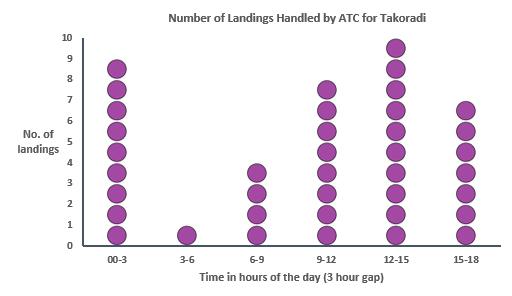 Number of Landings Handled by ATC for Takoradi
10
9
8
7
6
5
4
3
2
1
0
No. of
landings
00-3 3-6 6-9 9-12 12-15 15-18
Time in hours of the day (3 hour gap)